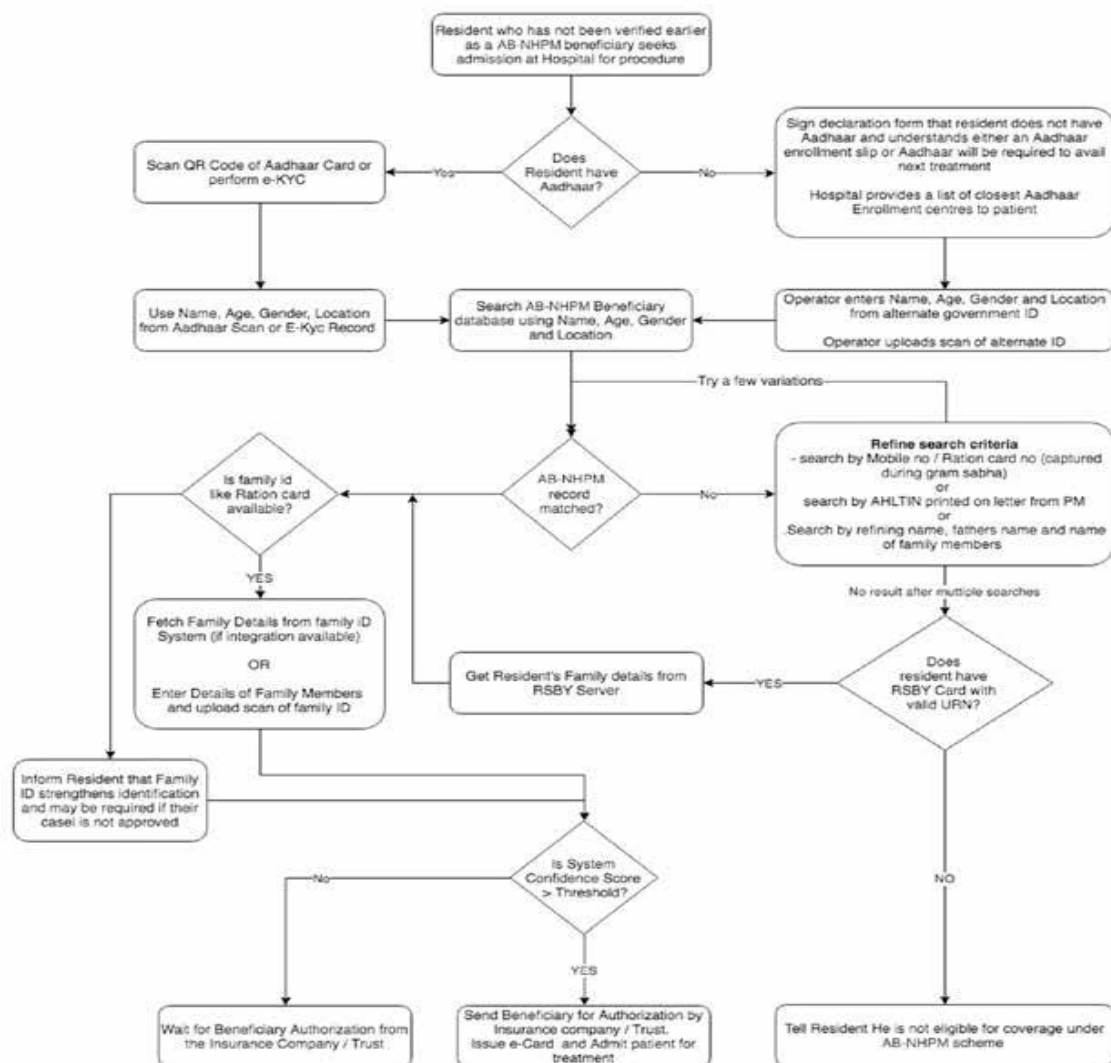 Resident who has not been verified earlier
as a AB-NHPM beneficiary seeks
admission at Hospital for procedure
Scan QR Code of Aadhaar Card or
perform e-KYC
Yes
Does
Resident have
Aadhaar?
No
Sign declaration form that resident does not have
Aadhaar and understands either an Aadhaar
enrollment slip or Aadhaar will be required to avail
next treatment
Hospital provides a list of closest Aadhaar
Enrollment centres to patient
Use Name, Age, Gender, Location
from Aadhaar Scan or E-Kyc Record
Search AB-NHPM Beneficiary
database using Name, Age, Gender
and Location
Operator enters Name, Age, Gender and Location
from alternate government ID
Operator uploads scan of alternate ID
Try a few variations
Is family id
like Ration card
available?
AB-NHPM
record
matched?
No
Refine search criteria
- search by Mobile no / Ration card no (captured
during gram sabha)
or
search by AHLTIN printed on letter from PM
or
.Search by refining name, fathers name and name
of family members
YES
No result after multiple searches
Fetch Family Details from family iD
System (if integration available)
OR
Enter Details of Family Members
and upload scan of family ID
Get Resident's Family details from
RSBY Server
YES
Does
resident have
RSBY Card with
valid URN?
Inform Resident that Family
ID strengthens identification
and may be required if their
casei is not approved
No
Is System
Confidence Score
> Threshold?
NO
YES
Wait for Beneficiary Authorization from
the Insurance Company / Trust
Send Beneficiary for Authorization by
Insurance company / Trust.
Issue e-Card and Admit patient for
treatment
Tell Resident He is not eligible for coverage under
AB-NHPM scheme